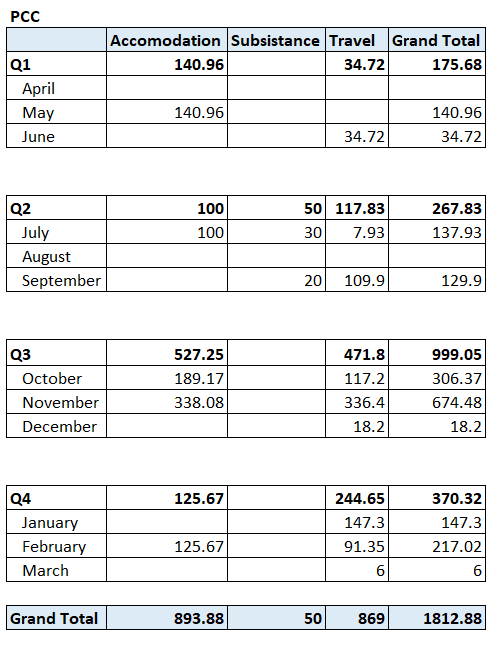 PCC
Accomodation Subsistance Travel Grand Total
Q1 140.96 34.72 175.68
April
May 140.96 140.96
June 34.72 34.72
Q2 100 50 117.83 267.83
July 100 30 7.93 137.93
August
September 20 109.9 129.9
Q3 527.25 471.8 999.05
October 189.17 117.2 306.37
November 338.08 336.4 674.48
December 18.2 18.2
Q4 125.67 244.65 370.32
January 147.3 147.3
February 125.67 91.35 217.02
March 6 6
Grand Total 893.88 50 869 1812.88